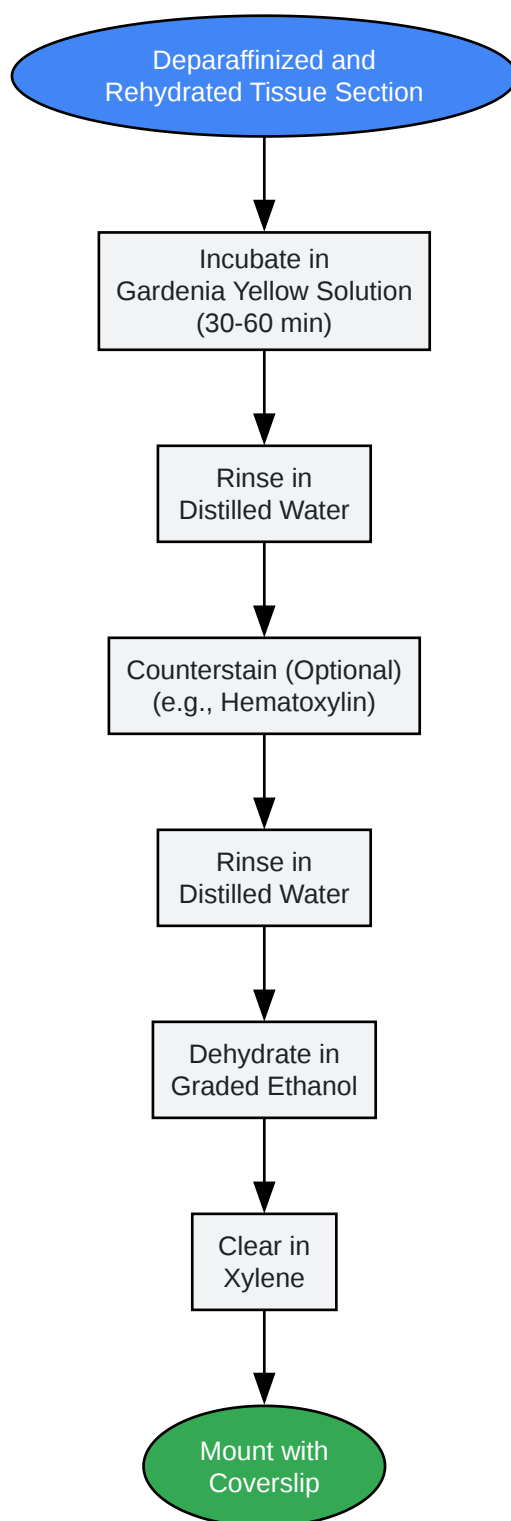 Deparaffinized and
Rehydrated Tissue Section
Incubate in
Gardenia Yellow Solution
(30-60 min)
Rinse in
Distilled Water
Counterstain (Optional)
(e.g., Hematoxylin)
Rinse in
Distilled Water
Dehydrate in
Graded Ethanol
Clear in
Xylene
Mount with
Coverslip